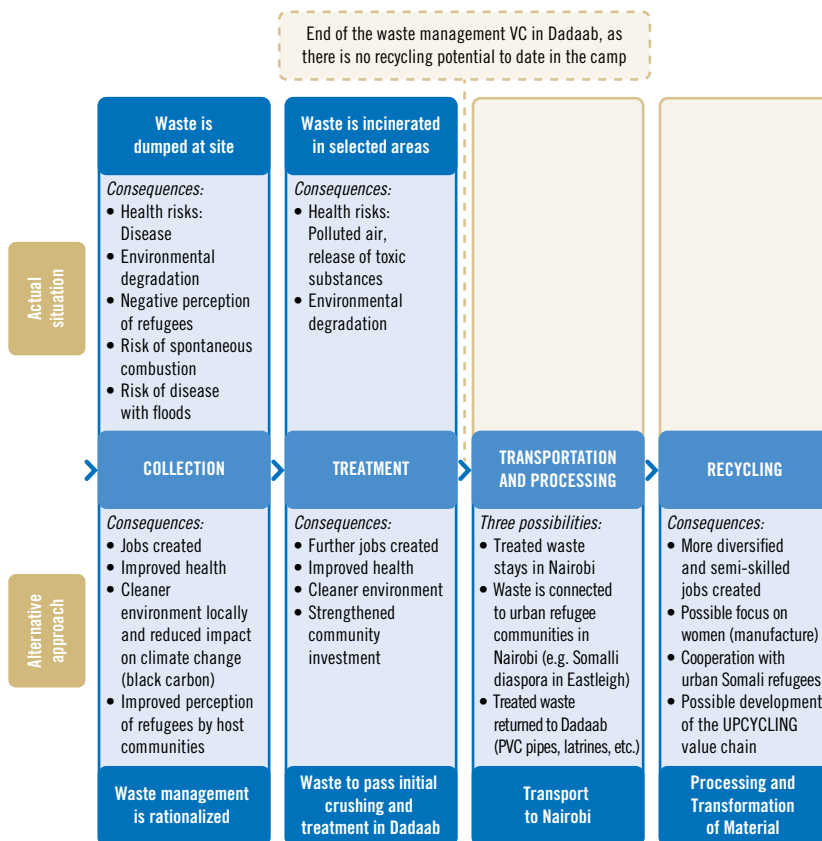 End of the waste management VC in Dadaab, as
there is no recycling potential to date in the camp
Actual
situation
Waste is
dumped at site
Consequences:
• Health risks:
Disease
• Environmental
degradation
• Negative perception
of refugees
• Risk of spontaneous
combustion
• Risk of disease
with floods
Waste is incinerated
in selected areas
Consequences:
• Health risks:
Polluted air,
release of toxic
substances
• Environmental
degradation
COLLECTION
TREATMENT
TRANSPORTATION
AND PROCESSING
RECYCLING
Alternative
approach
Consequences:
• Jobs created
• Improved health
• Cleaner
environment locally
and reduced impact
on climate change
(black carbon)
• Improved perception
of refugees by host
communities
Waste management
is rationalized
Consequences:
• Further jobs created
• Improved health
• Cleaner environment
• Strengthened
community
investment
Waste to pass initial
crushing and
treatment in Dadaab
Three possibilities:
• Treated waste
stays in Nairobi
• Waste is connected
to urban refugee
communities in
Nairobi (e.g. Somalli
diaspora in Eastleigh)
• Treated waste
returned to Dadaab
(PVC pipes, latrines, etc.)
Transport
to Nairobi
Consequences:
• More diversified
and semi-skilled
jobs created
• Possible focus on
women (manufacture)
• Cooperation with
urban Somali refugees
• Possible development
of the UPCYCLING
value chain
Processing and
Transformation
of Material